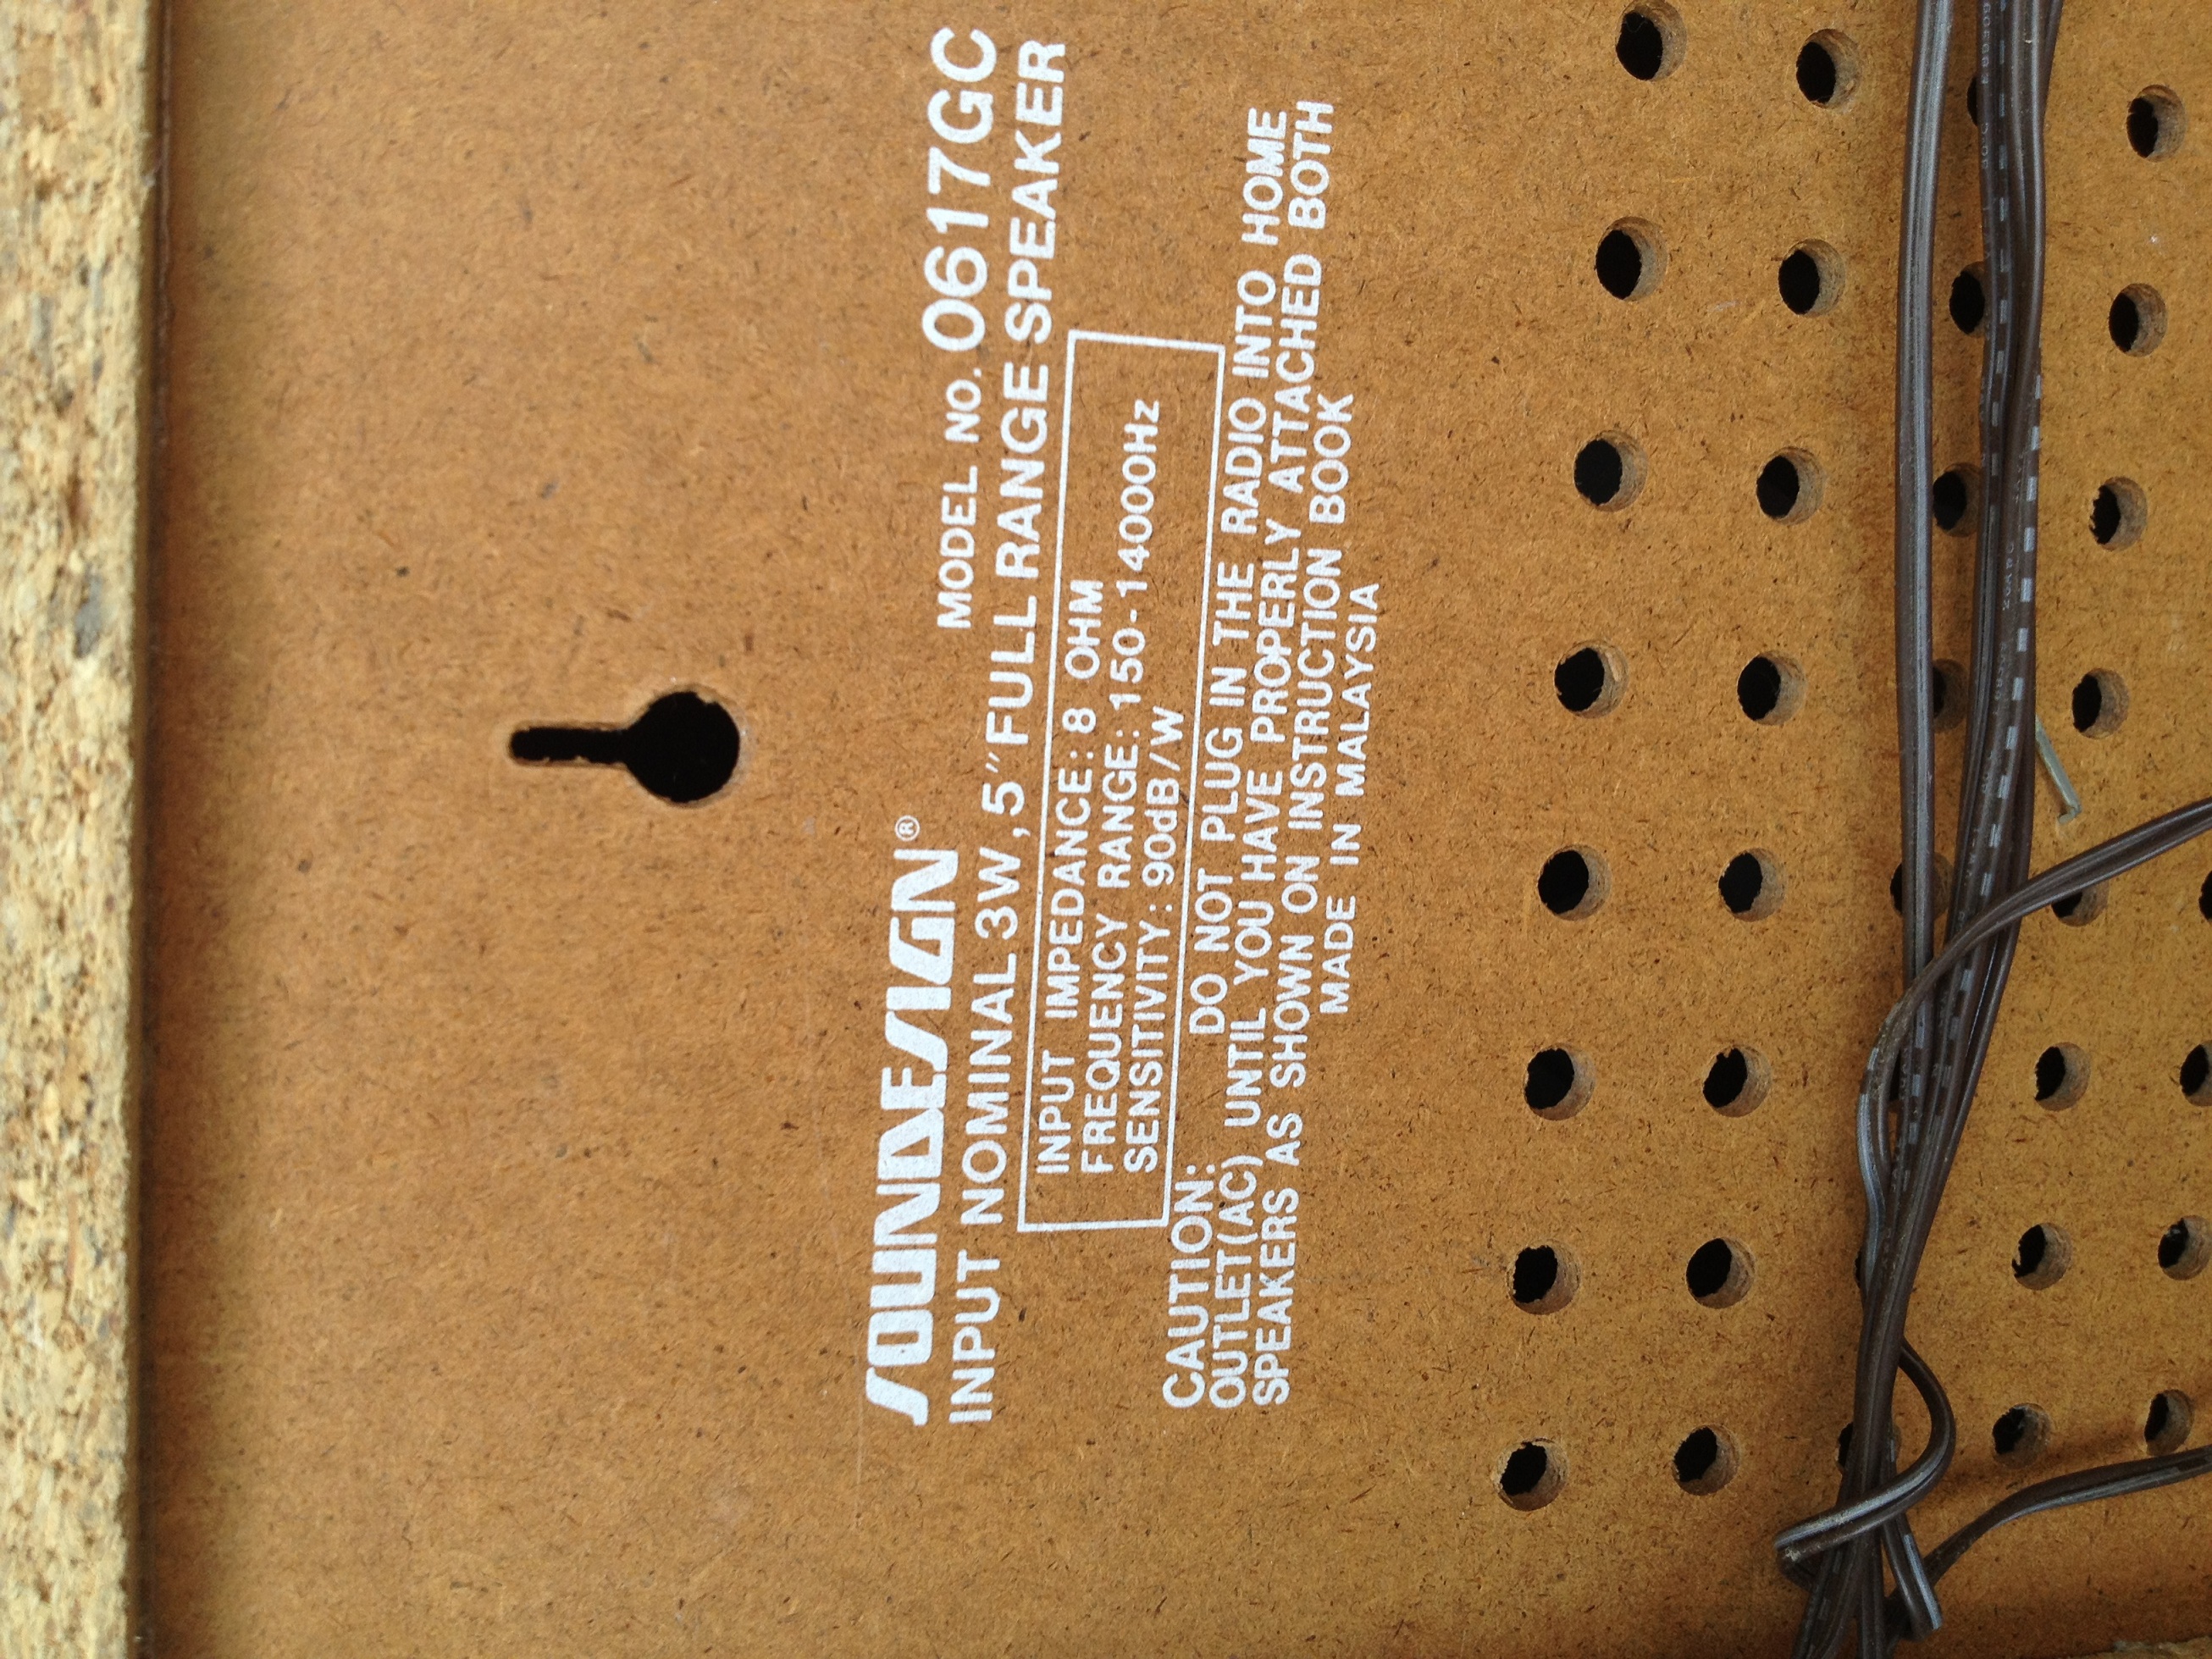 SOUNDESIGN® MODEL NO. 0617GC
INPUT NOMINAL 3W, 5" FULL RANGE SPEAKER
INPUT IMPEDANCE: 8 OHM
FREQUENCY RANGE: 150-14000Hz
SENSITIVITY: 90dB/W
CAUTION: DO NOT PLUG IN THE RADIO INTO HOME
OUTLET(AC) UNTIL YOU HAVE PROPERLY ATTACHED BOTH
SPEAKERS AS SHOWN ON INSTRUCTION BOOK
MADE IN MALAYSIA